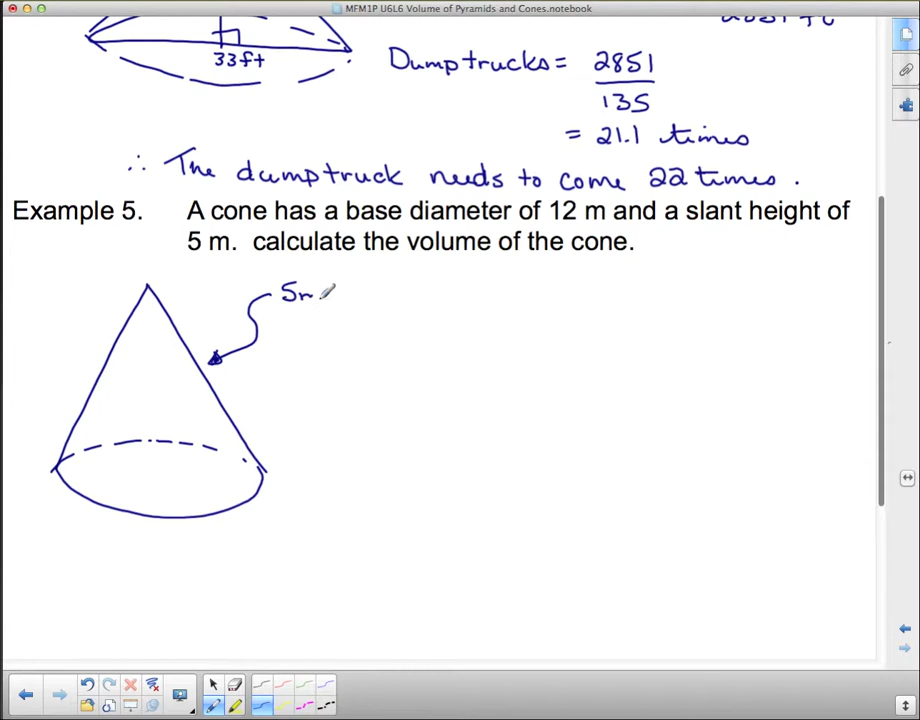 MFM1P U6L6 Volume of Pyramids and Cones.notebook
33ft
Dumptrucks = 2851
135
= 21.1 times
∴ The dumptruck needs to come 22 times.
Example 5. A cone has a base diameter of 12 m and a slant height of
5 m. calculate the volume of the cone.
5m